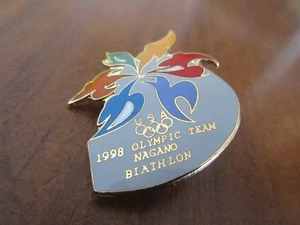 USA
1998 OLYMPIC TEAM
NAGANO
BIATHLON